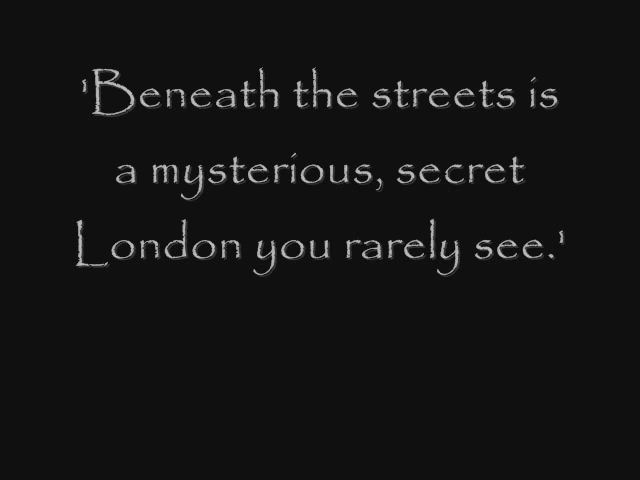 'Beneath the streets is
a mysterious, secret
London you rarely see.'